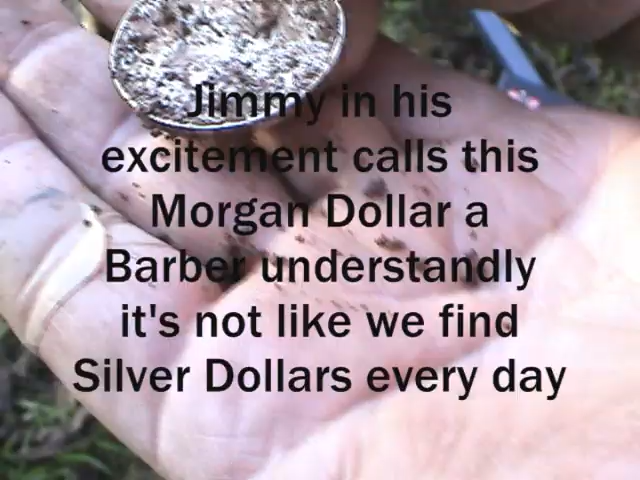 Jimmy in his
excitement calls this
Morgan Dollar a
Barber understandly
it's not like we find
Silver Dollars every day